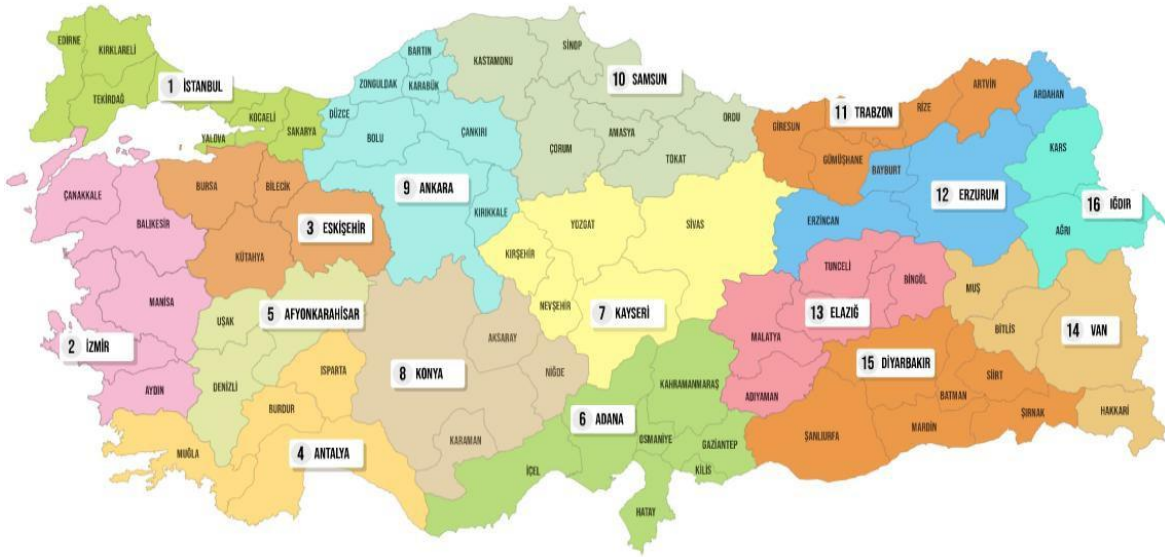 EDİRNE
KIRKLARELİ
TEKİRDAĞ
1 İSTANBUL
KOCAELİ
YALOVA
SAKARYA
ÇANAKKALE
BALIKESİR
MANİSA
2 İZMİR
AYDIN
BURSA
BİLECİK
3 ESKİŞEHİR
KÜTAHYA
MUĞLA
BURDUR
ISPARTA
4 ANTALYA
UŞAK
5 AFYONKARAHİSAR
DENİZLİ
KAHRAMANMARAŞ
6 ADANA
OSMANİYE
GAZİANTEP
KİLİS
İÇEL
HATAY
YOZGAT
SİVAS
KIRŞEHİR
NEVŞEHİR
7 KAYSERİ
AKSARAY
8 KONYA
NİĞDE
KARAMAN
BARTIN
ZONGULDAK
KARABÜK
DÜZCE
BOLU
ÇANKIRI
9 ANKARA
KIRIKKALE
KASTAMONU
SİNOP
10 SAMSUN
ORDU
AMASYA
ÇORUM
TOKAT
ARTVİN
RİZE
11 TRABZON
GİRESUN
GÜMÜŞHANE
ARDAHAN
BAYBURT
12 ERZURUM
ERZİNCAN
TUNCELİ
BİNGÖL
13 ELAZIĞ
MALATYA
ADIYAMAN
MUŞ
BİTLİS
14 VAN
HAKKARİ
15 DİYARBAKIR
SİİRT
BATMAN
ŞIRNAK
MARDİN
ŞANLIURFA
KARS
16 IĞDIR
AĞRI